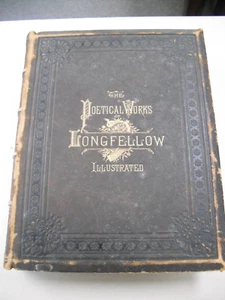 THE
POETICAL WORKS
OF
LONGFELLOW
ILLUSTRATED